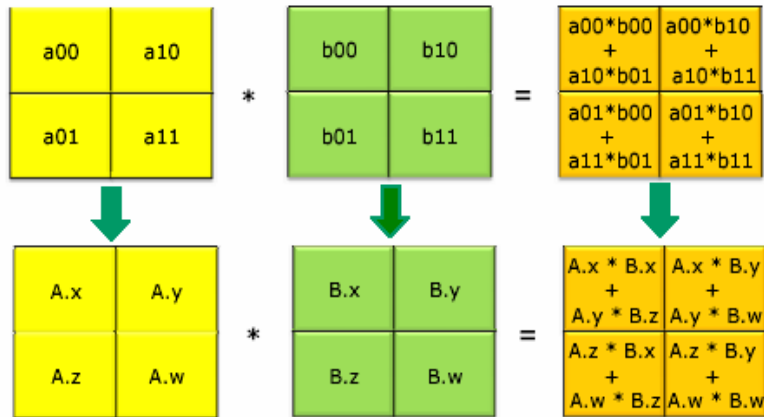 a00 a10 * b00 b10 = a00*b00 a00*b10
+ +
a10*b01 a10*b11
a01 a11 b01 b11 a01*b00 a01*b10
+ +
a11*b01 a11*b11
A.x A.y * B.x B.y = A.x * B.x A.x * B.y
+ +
A.y * B.z A.y * B.w
A.z A.w B.z B.w A.z * B.x A.z * B.y
+ +
A.w * B.z A.w * B.w